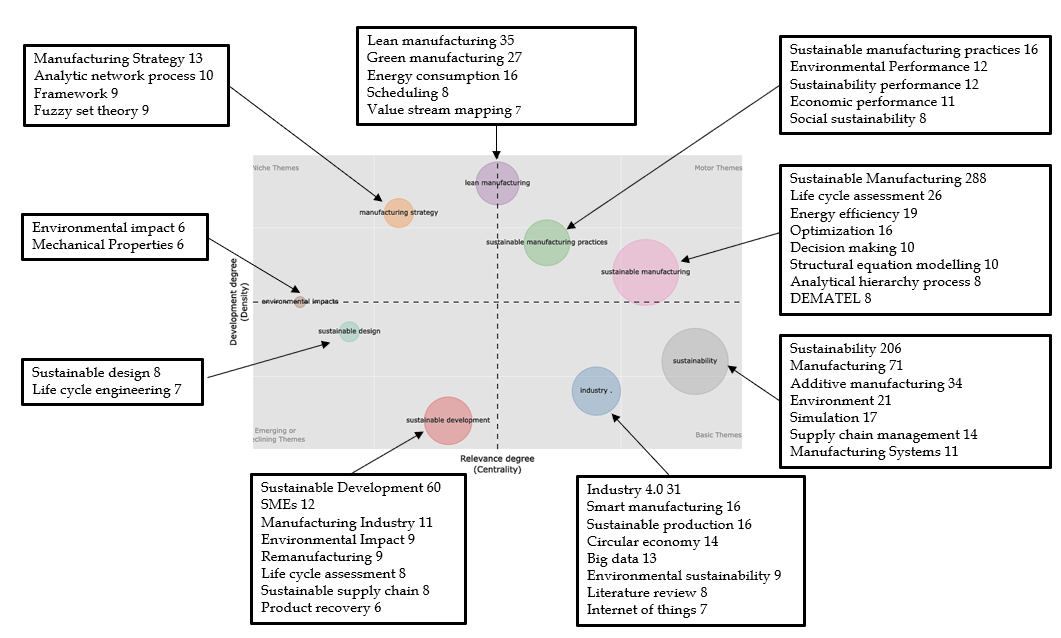 Lean manufacturing 35
Green manufacturing 27
Energy consumption 16
Scheduling 8
Value stream mapping 7
Manufacturing Strategy 13
Analytic network process 10
Framework 9
Fuzzy set theory 9
Sustainable manufacturing practices 16
Environmental Performance 12
Sustainability performance 12
Economic performance 11
Social sustainability 8
Niche Themes
Motor Themes
lean manufacturing
manufacturing strategy
sustainable manufacturing practices
sustainable manufacturing
Sustainable Manufacturing 288
Life cycle assessment 26
Energy efficiency 19
Optimization 16
Decision making 10
Structural equation modelling 10
Analytical hierarchy process 8
DEMATEL 8
Environmental impact 6
Mechanical Properties 6
Development degree
(Density)
environmental impacts
sustainable design
sustainability
industry .
sustainable development
Sustainable design 8
Life cycle engineering 7
Sustainability 206
Manufacturing 71
Additive manufacturing 34
Environment 21
Simulation 17
Supply chain management 14
Manufacturing Systems 11
Emerging or
clining Themes
Basic Themes
Relevance degree
(Centrality)
Sustainable Development 60
SMEs 12
Manufacturing Industry 11
Environmental Impact 9
Remanufacturing 9
Life cycle assessment 8
Sustainable supply chain 8
Product recovery 6
Industry 4.0 31
Smart manufacturing 16
Sustainable production 16
Circular economy 14
Big data 13
Environmental sustainability 9
Literature review 8
Internet of things 7